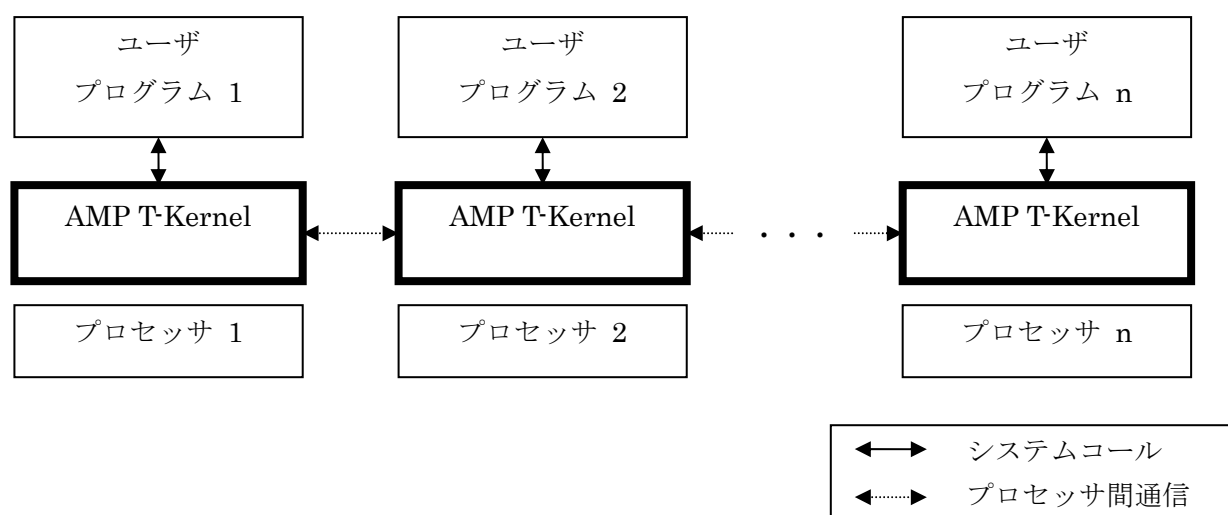 ユーザ
プログラム 1
ユーザ
プログラム 2
ユーザ
プログラム n
AMP T-Kernel
AMP T-Kernel
・・・
AMP T-Kernel
プロセッサ 1
プロセッサ 2
プロセッサ n
システムコール
プロセッサ間通信